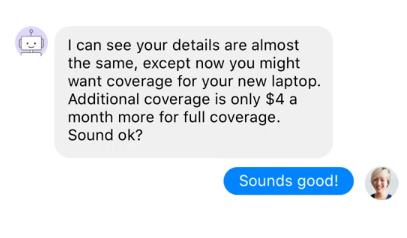 I can see your details are almost
the same, except now you might
want coverage for your new laptop.
Additional coverage is only $4 a
month more for full coverage.
Sound ok?
Sounds good!